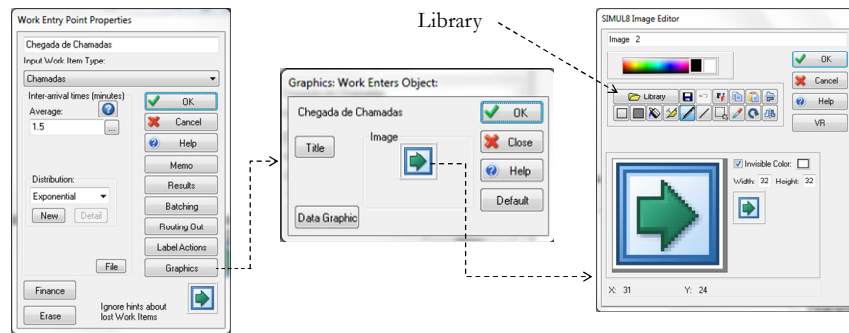 Library
Work Entry Point Properties
Chegada de Chamadas
Input Work Item Type:
Chamadas
Inter-arrival times (minutes)
Average:
1.5
...
Distribution:
Exponential
New
Detail
File
OK
Cancel
Help
Memo
Results
Batching
Routing Out
Label Actions
Graphics
Finance
Erase
Ignore hints about
lost Work Items
Graphics: Work Enters Object:
Chegada de Chamadas
Title
Image
Data Graphic
OK
Close
Help
Default
SIMUL8 Image Editor
Image 2
OK
Cancel
Help
VR
Library
Invisible Color:
Width: 32 Height: 32
X: 31 Y: 24